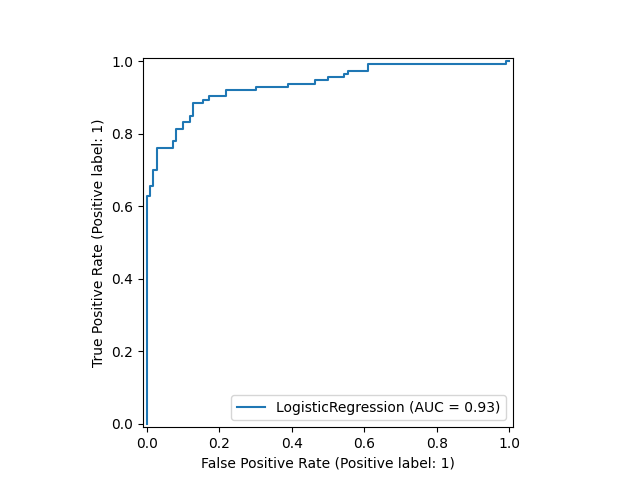 1.0
0.8
0.6
0.4
0.2
0.0
True Positive Rate (Positive label: 1)
LogisticRegression (AUC = 0.93)
0.0 0.2 0.4 0.6 0.8 1.0
False Positive Rate (Positive label: 1)